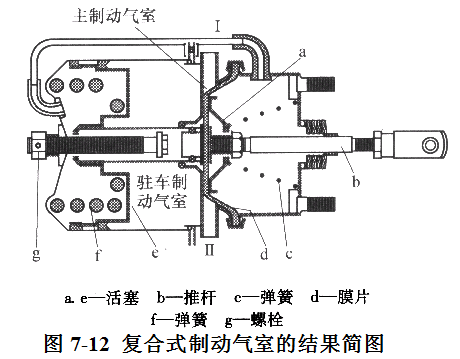 主制动气室
I
a
驻车制
动气室
b
g
f
e
II
d
c
a e—活塞 b—推杆 c—弹簧 d—膜片
f—弹簧 g—螺栓
图 7-12 复合式制动气室的结果简图